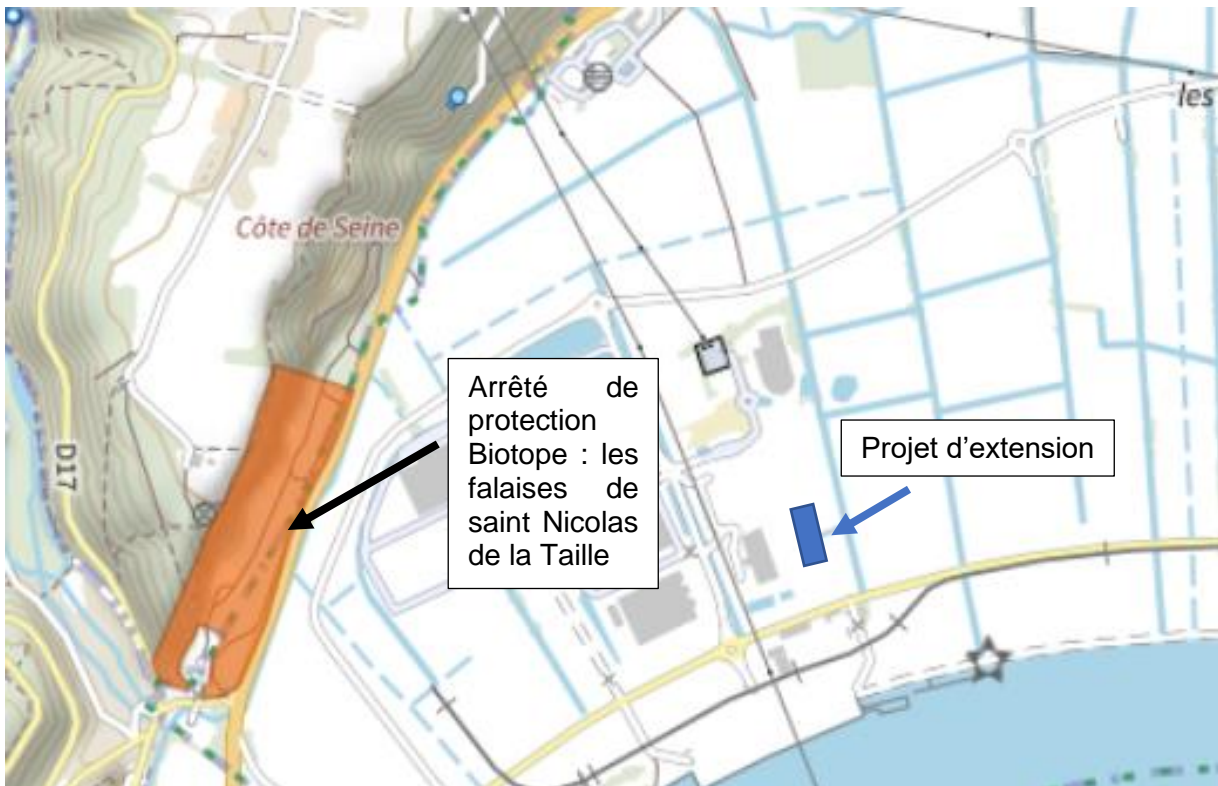 les
Côte de Seine
D17
Arrêté de
protection
Biotope : les
falaises de
saint Nicolas
de la Taille
Projet d'extension